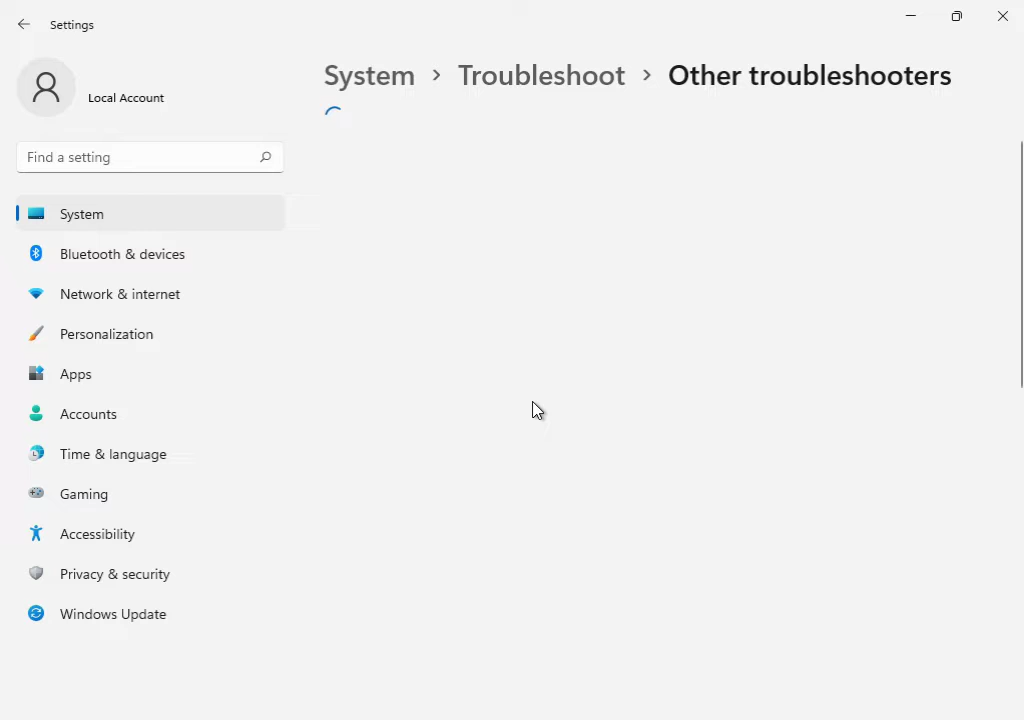 Settings
Local Account
Find a setting
System
Bluetooth & devices
Network & internet
Personalization
Apps
Accounts
Time & language
Gaming
Accessibility
Privacy & security
Windows Update
System › Troubleshoot › Other troubleshooters